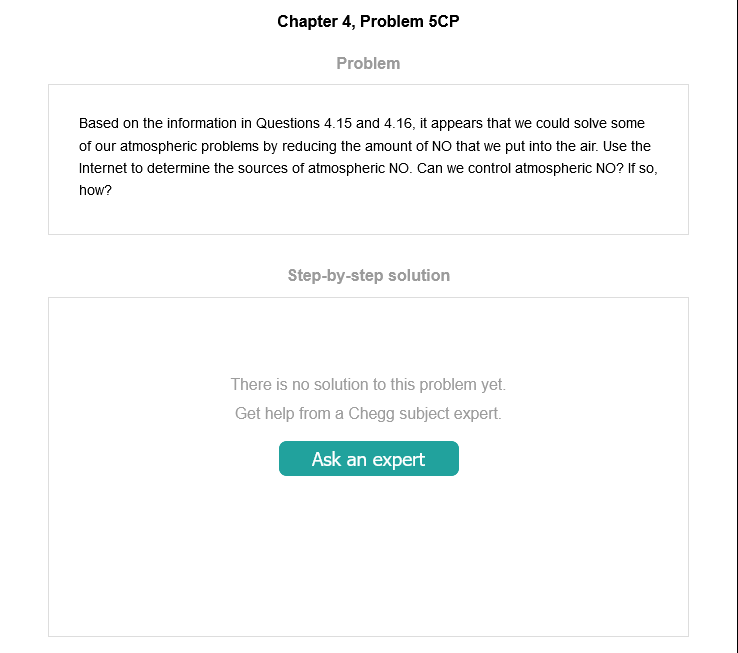 Chapter 4, Problem 5CP
Problem
Based on the information in Questions 4.15 and 4.16, it appears that we could solve some
of our atmospheric problems by reducing the amount of NO that we put into the air. Use the
Internet to determine the sources of atmospheric NO. Can we control atmospheric NO? If so,
how?
Step-by-step solution
There is no solution to this problem yet.
Get help from a Chegg subject expert.
Ask an expert